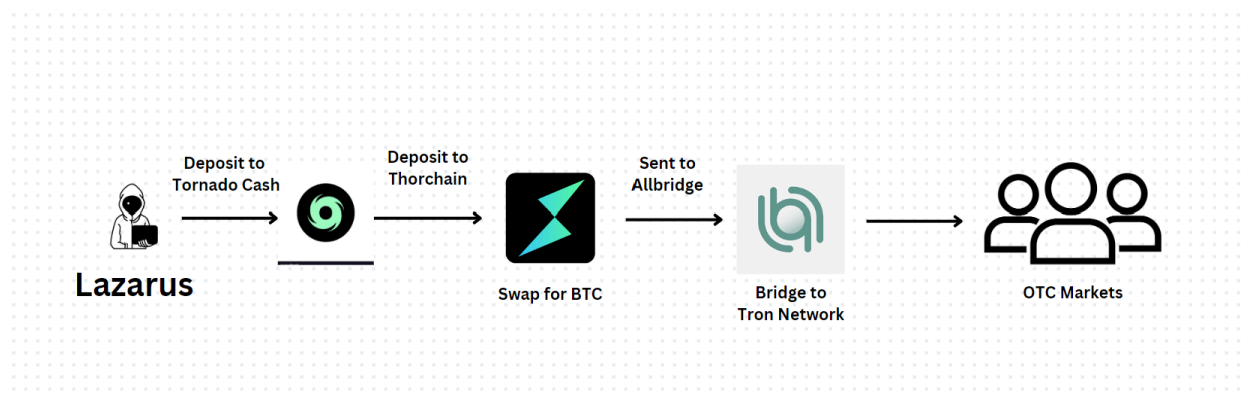 Deposit to
Tornado Cash
Deposit to
Thorchain
Sent to
Allbridge
Lazarus
Swap for BTC
Bridge to
Tron Network
OTC Markets